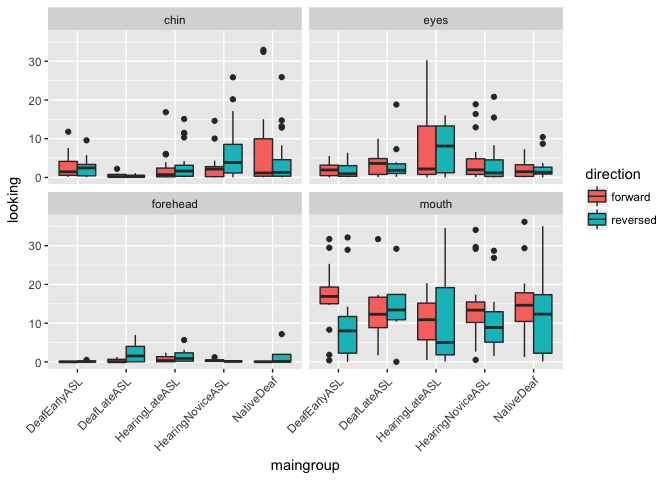 chin
eyes
30
20
10
0
forehead
mouth
30
20
10
0
looking
DeafEarlyASL
DeafLateASL
HearingLateASL
HearingNoviceASL
NativeDeaf
DeafEarlyASL
DeafLateASL
HearingLateASL
HearingNoviceASL
NativeDeaf
maingroup
direction
forward
reversed